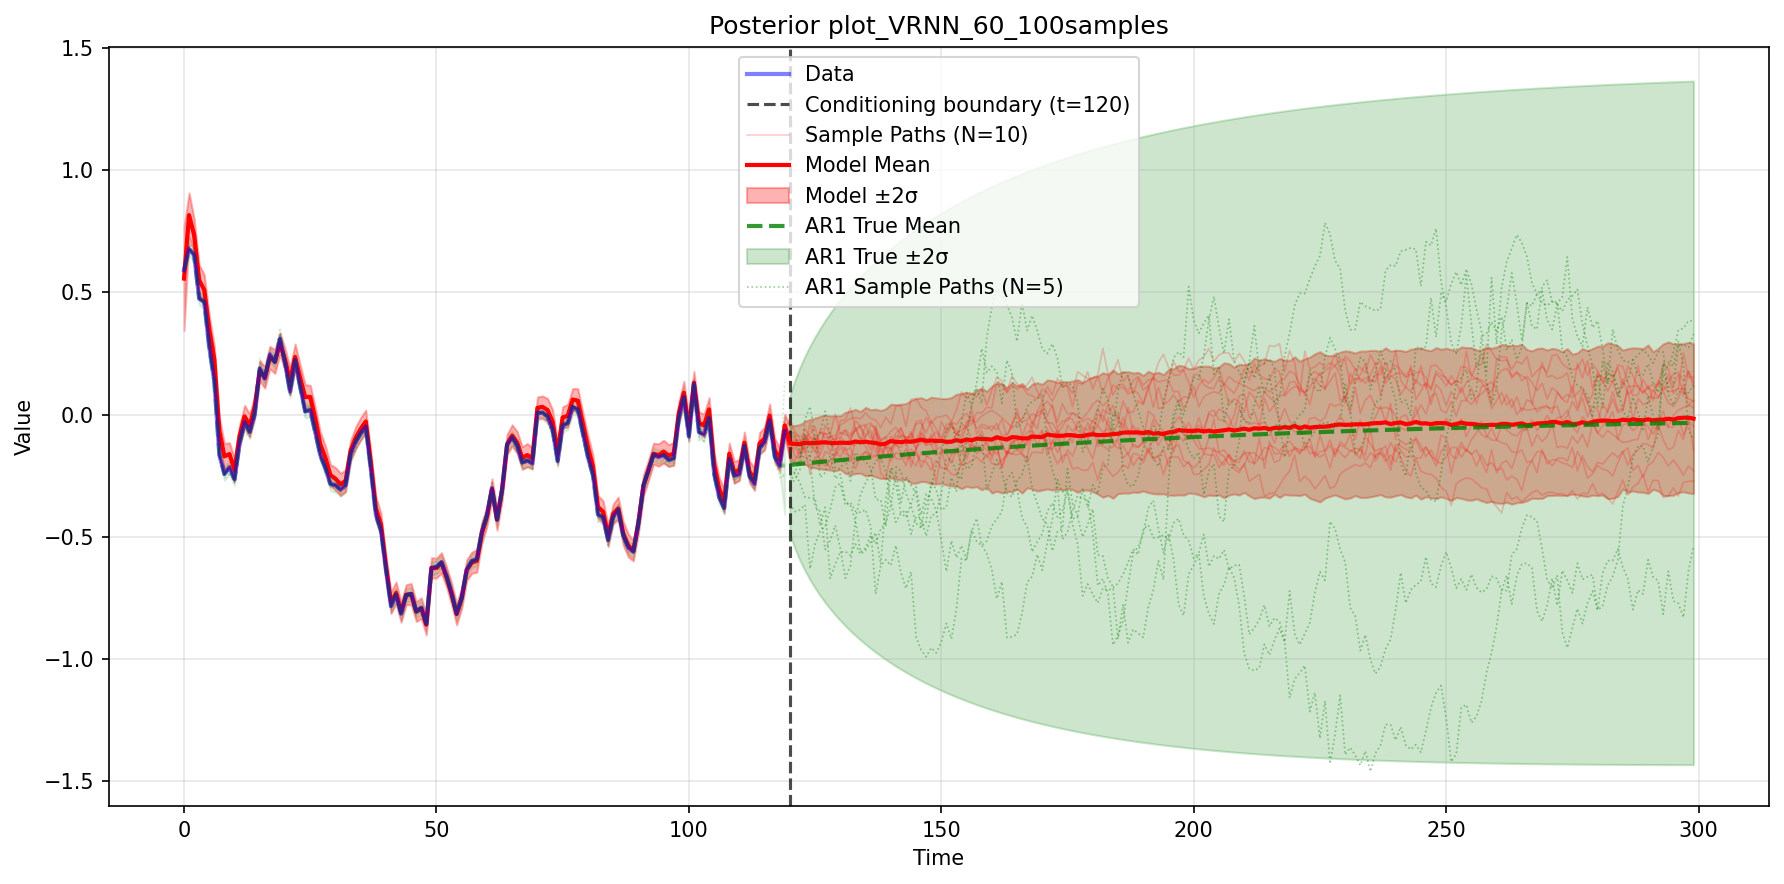 Posterior plot_VRNN_60_100samples
1.5
1.0
0.5
0.0
−0.5
−1.0
−1.5
Value
Data
Conditioning boundary (t=120)
Sample Paths (N=10)
Model Mean
Model ±2σ
AR1 True Mean
AR1 True ±2σ
AR1 Sample Paths (N=5)
0 50 100 150 200 250 300
Time